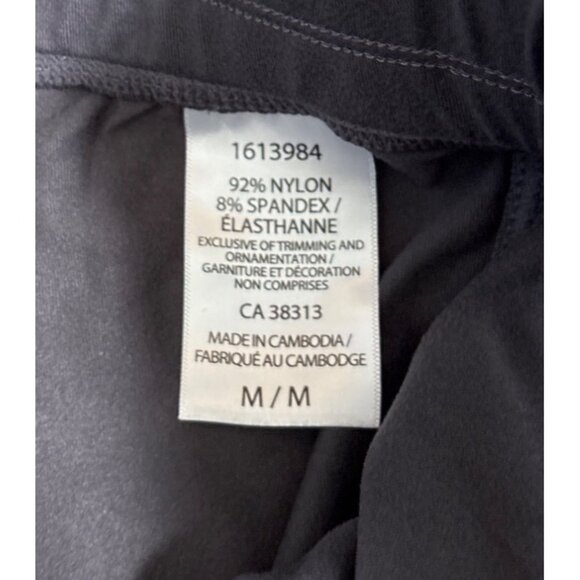 1613984
92% NYLON
8% SPANDEX /
ÉLASTHANNE
EXCLUSIVE OF TRIMMING AND
ORNAMENTATION /
GARNITURE ET DÉCORATION
NON COMPRISES
CA 38313
MADE IN CAMBODIA /
FABRIQUÉ AU CAMBODGE
M / M